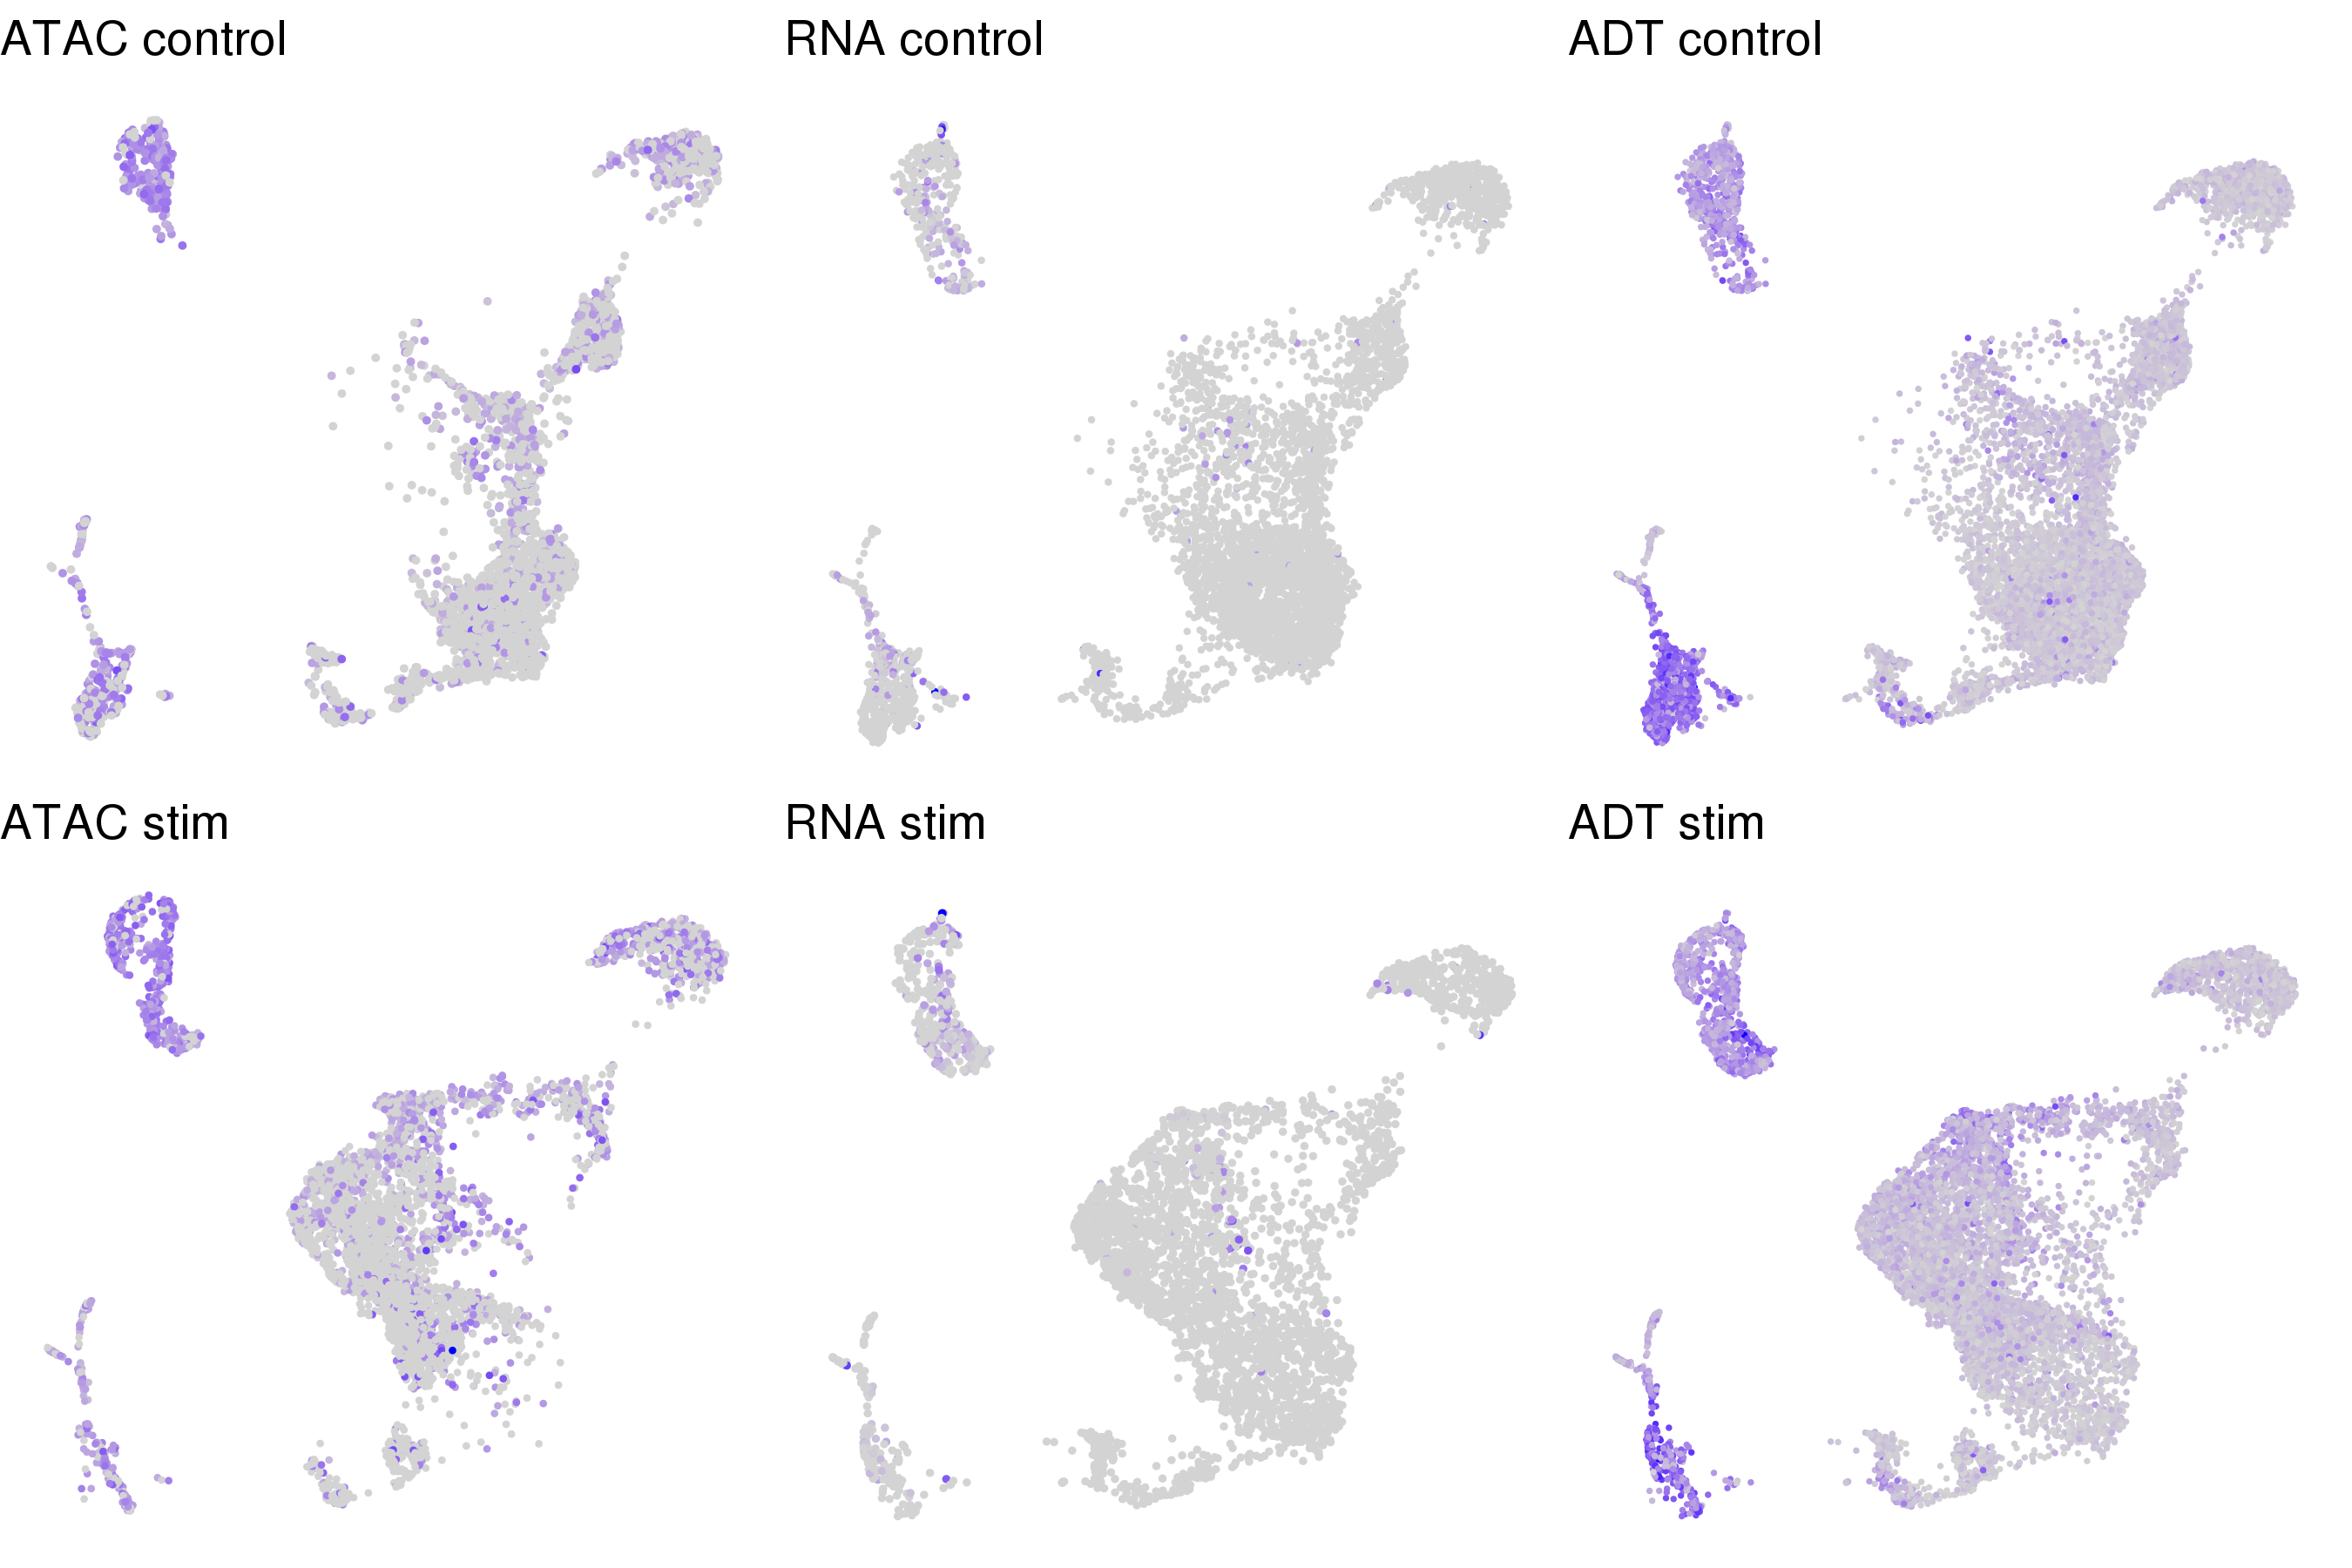 ATAC control
RNA control
ADT control
ATAC stim
RNA stim
ADT stim